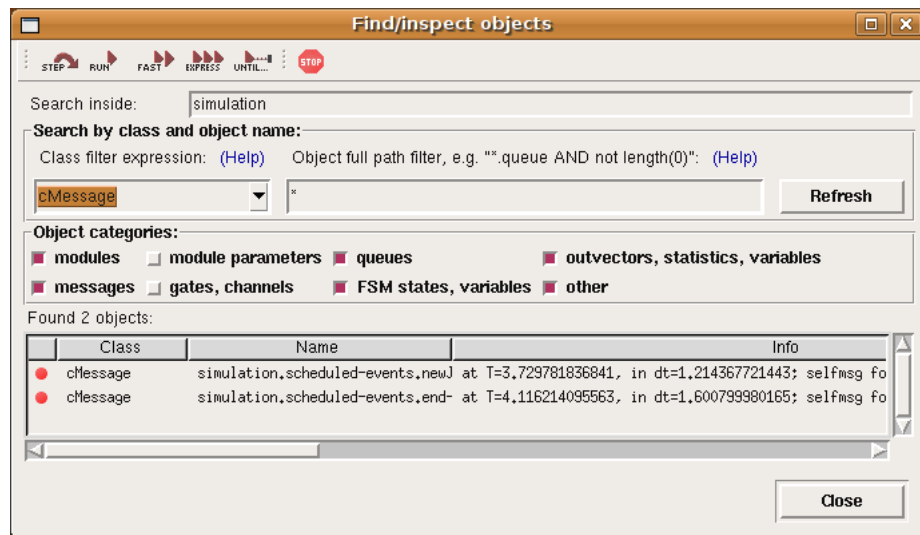 Find/inspect objects
STEP RUN FAST EXPRESS UNTIL... STOP
Search inside: simulation
Search by class and object name:
Class filter expression: (Help) Object full path filter, e.g. "*.queue AND not length(0)": (Help)
cMessage * Refresh
Object categories:
modules module parameters queues outvectors, statistics, variables
messages gates, channels FSM states, variables other
Found 2 objects:
Class Name Info
cMessage simulation.scheduled-events.newJ at T=3.729781836841, in dt=1.214367721443; selfmsg fo
cMessage simulation.scheduled-events.end- at T=4.116214095563, in dt=1.600799980165; selfmsg fo
Close